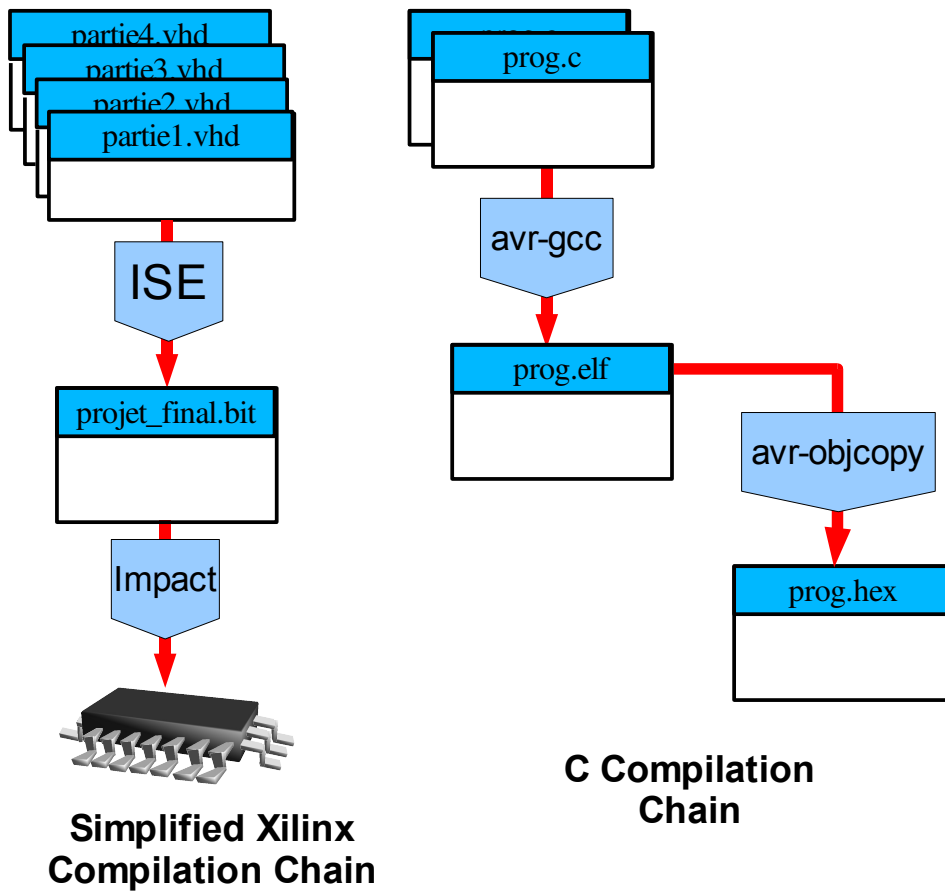 partie4.vhd
partie3.vhd
partie2.vhd
partie1.vhd
ISE
projet_final.bit
Impact
Simplified Xilinx
Compilation Chain
prog.c
avr-gcc
prog.elf
avr-objcopy
prog.hex
C Compilation
Chain